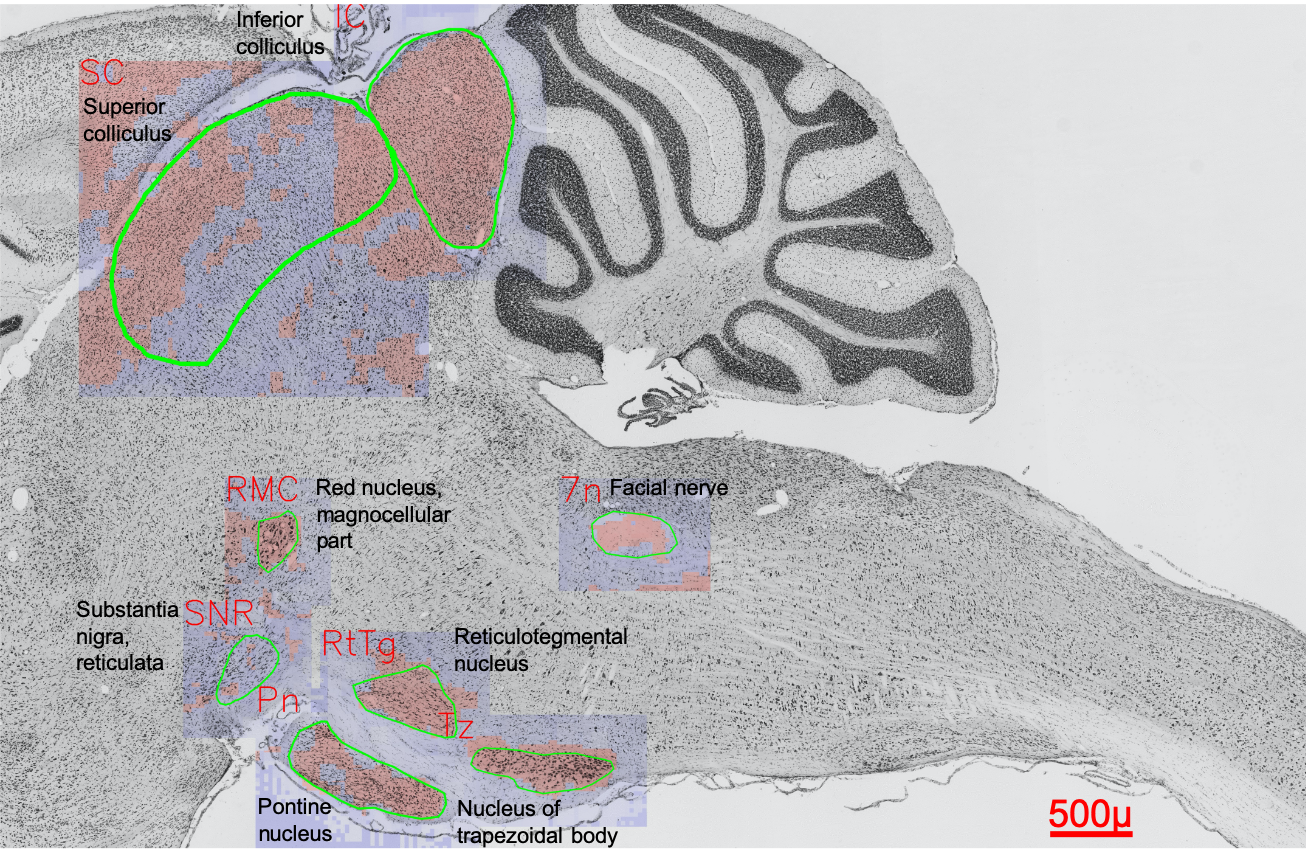 IC
Inferior
colliculus
SC
Superior
colliculus
RMC
Red nucleus,
magnocellular
part
7n
Facial nerve
Substantia
nigra,
reticulata
SNR
RtTg
Reticulotegmental
nucleus
Pn
Tz
Pontine
nucleus
Nucleus of
trapezoidal body
500μ